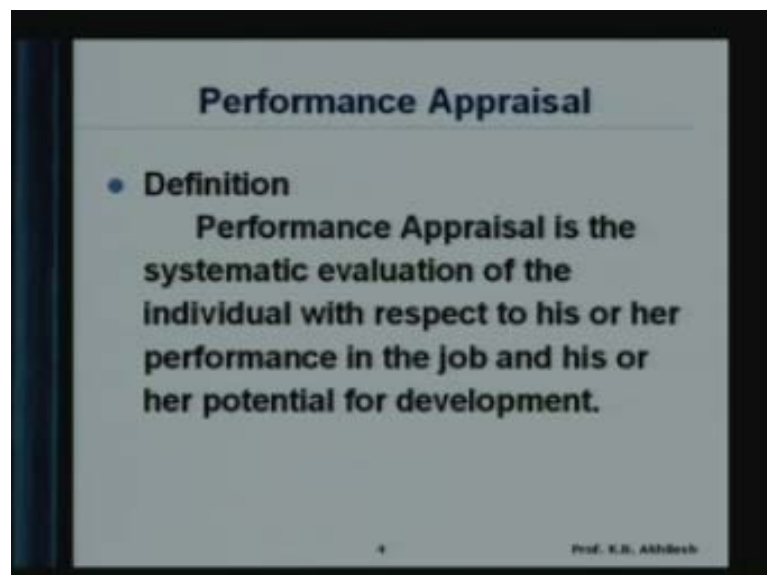 Performance Appraisal
• Definition
Performance Appraisal is the
systematic evaluation of the
individual with respect to his or her
performance in the job and his or
her potential for development.
4
Prof. K.B. Akhilesh